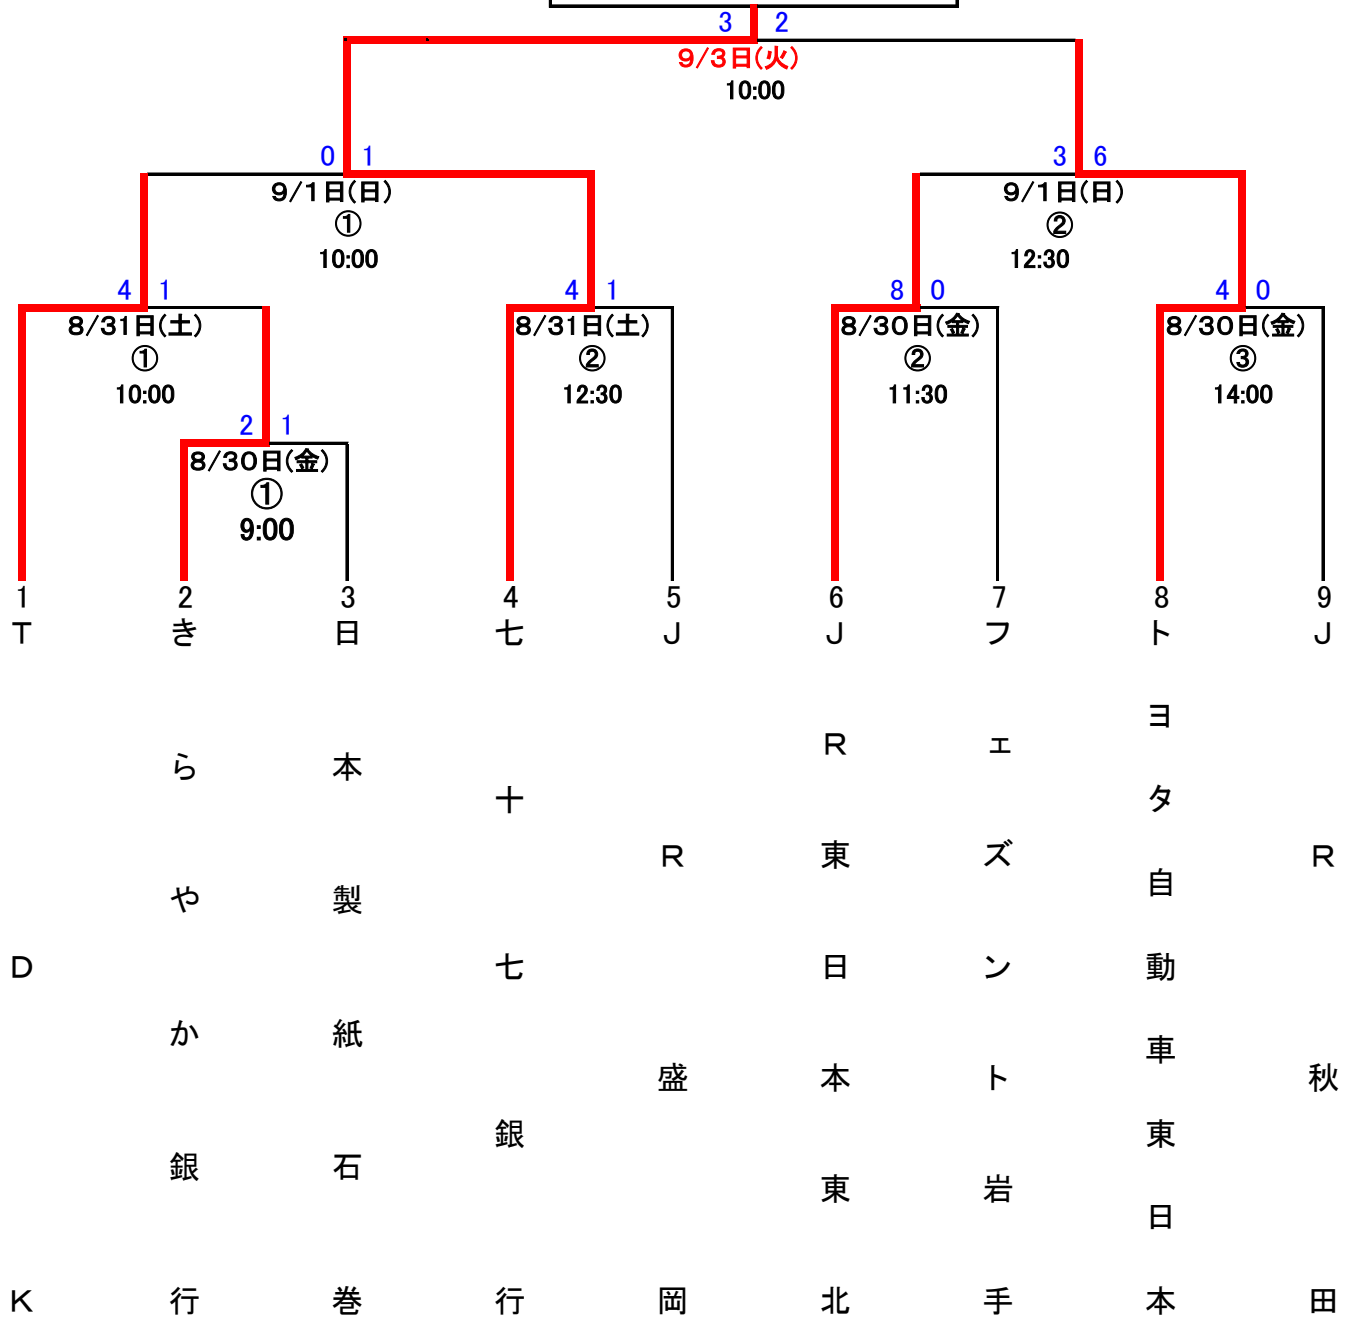 3 2
9/3日(火)
10:00
0 1
9/1日(日)
①
10:00
3 6
9/1日(日)
②
12:30
4 1
8/31日(土)
①
10:00
4 1
8/31日(土)
②
12:30
8 0
8/30日(金)
②
11:30
4 0
8/30日(金)
③
14:00
2 1
8/30日(金)
①
9:00
1
TDK
2
きらやか銀行
3
日本製紙石巻
4
七十七銀行
5
JR盛岡
6
JR東日本東北
7
フェズント岩手
8
トヨタ自動車東日本
9
JR秋田